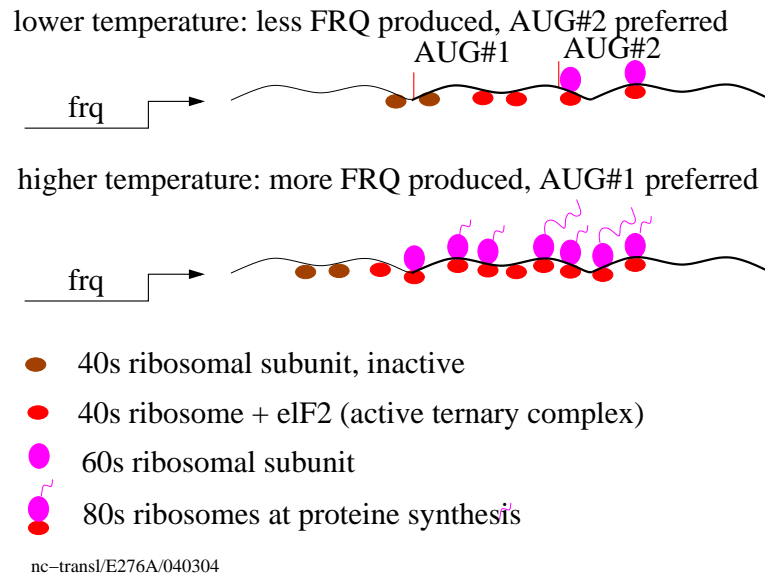 lower temperature: less FRQ produced, AUG#2 preferred
AUG#1
AUG#2
frq
higher temperature: more FRQ produced, AUG#1 preferred
frq
40s ribosomal subunit, inactive
40s ribosome + eIF2 (active ternary complex)
60s ribosomal subunit
80s ribosomes at proteine synthesis
nc−transl/E276A/040304